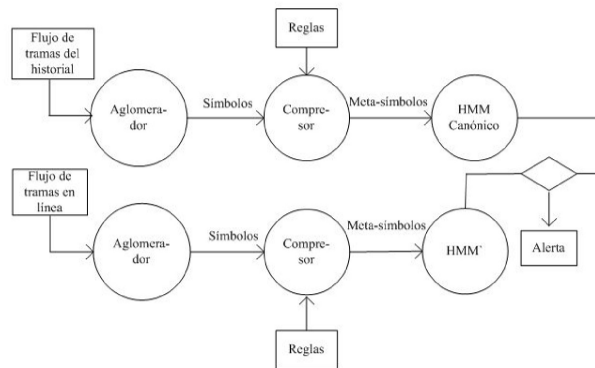 Flujo de
tramas del
historial
Reglas
Aglomera-
dor
Símbolos
Compre-
sor
Meta-símbolos
HMM
Canónico
Flujo de
tramas en
línea
Aglomera-
dor
Símbolos
Compre-
sor
Meta-símbolos
HMM´
Alerta
Reglas